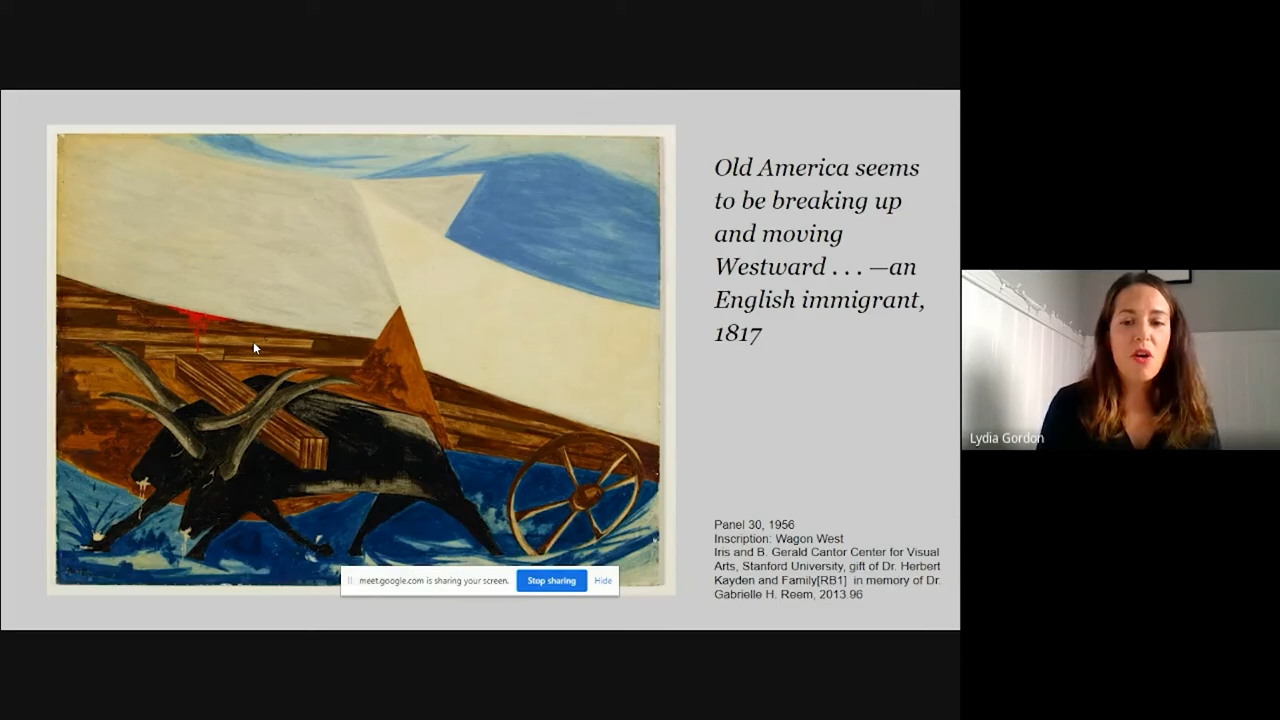 Old America seems
to be breaking up
and moving
Westward . . . —an
English immigrant,
1817
Panel 30, 1956
Inscription: Wagon West
Iris and B. Gerald Cantor Center for Visual
Arts, Stanford University, gift of Dr. Herbert
Kayden and Family[RB1]  in memory of Dr.
Gabrielle H. Reem, 2013.96
meet.google.com is sharing your screen.
Stop sharing
Hide
Lydia Gordon